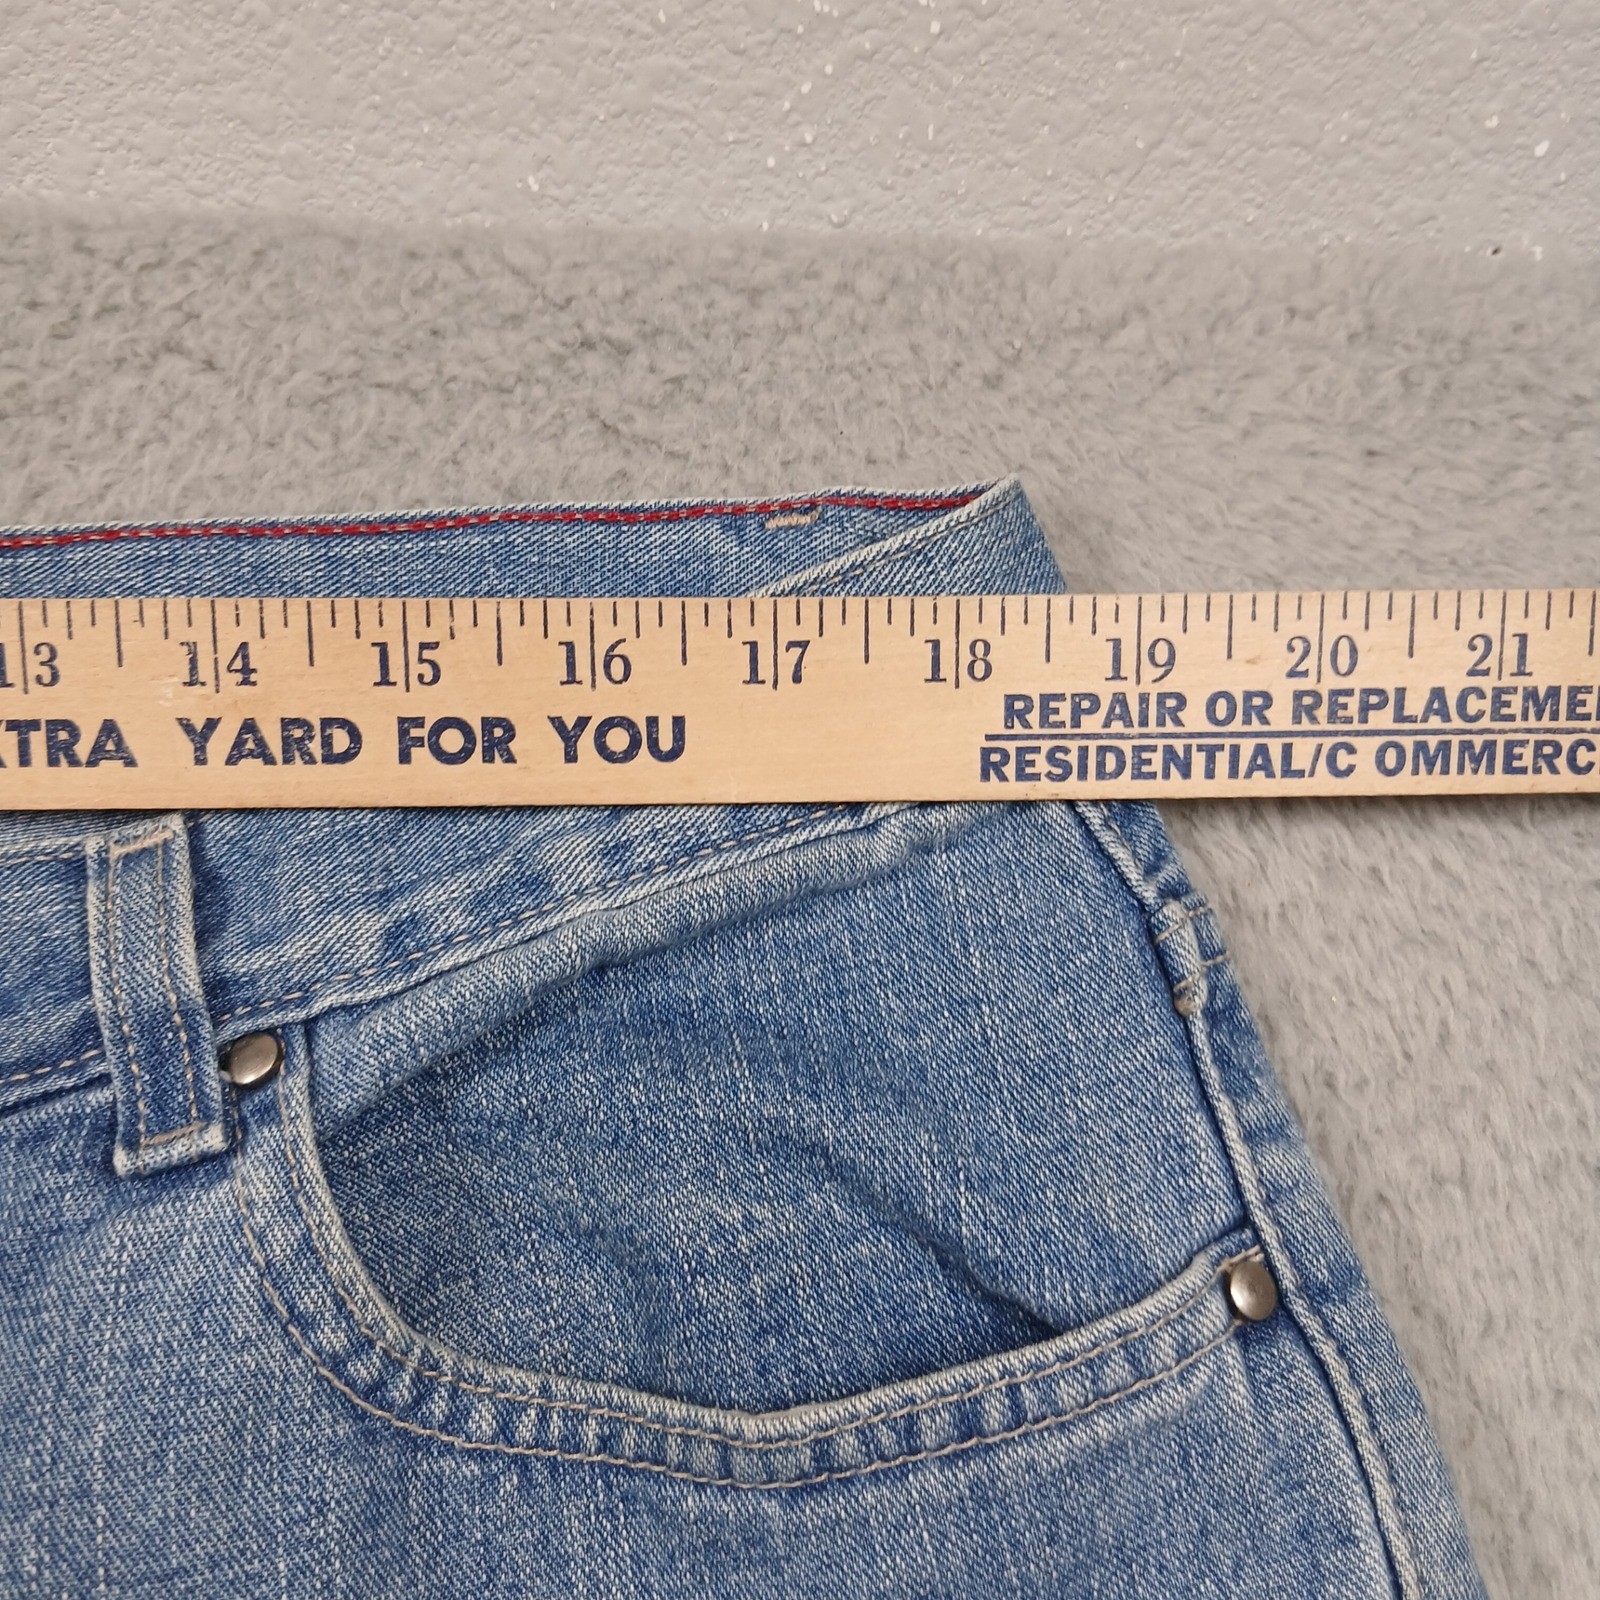 13 14 15 16 17 18 19 20 21
XTRA YARD FOR YOU
REPAIR OR REPLACEME
RESIDENTIAL/C OMMERC